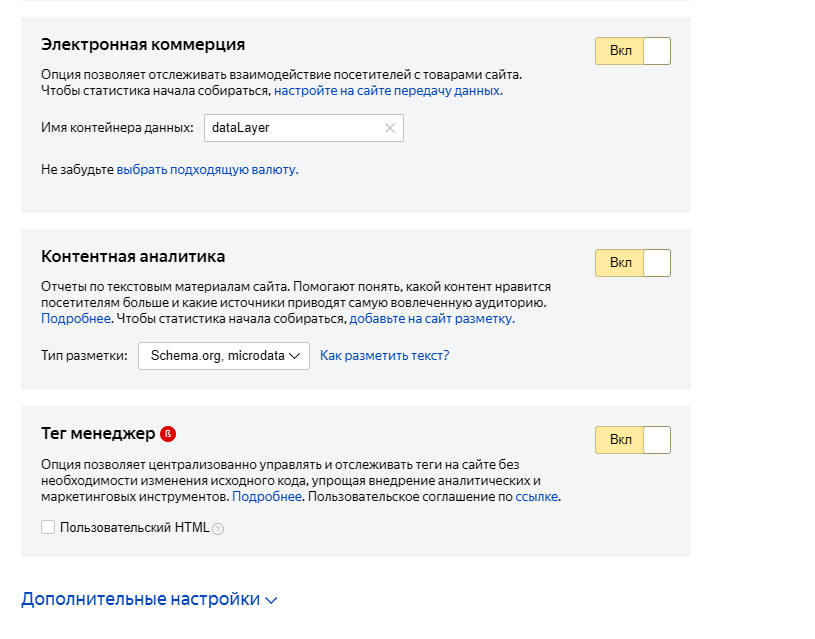 Электронная коммерция
Вкл
Опция позволяет отслеживать взаимодействие посетителей с товарами сайта.
Чтобы статистика начала собираться, настройте на сайте передачу данных.
Имя контейнера данных: dataLayer
Не забудьте выбрать подходящую валюту.
Контентная аналитика
Вкл
Отчеты по текстовым материалам сайта. Помогают понять, какой контент нравится
посетителям больше и какие источники приводят самую вовлеченную аудиторию.
Подробнее. Чтобы статистика начала собираться, добавьте на сайт разметку.
Тип разметки: Schema.org, microdata Как разметить текст?
Тег менеджер ß
Вкл
Опция позволяет централизованно управлять и отслеживать теги на сайте без
необходимости изменения исходного кода, упрощая внедрение аналитических и
маркетинговых инструментов. Подробнее. Пользовательское соглашение по ссылке.
Пользовательский HTML ?
Дополнительные настройки